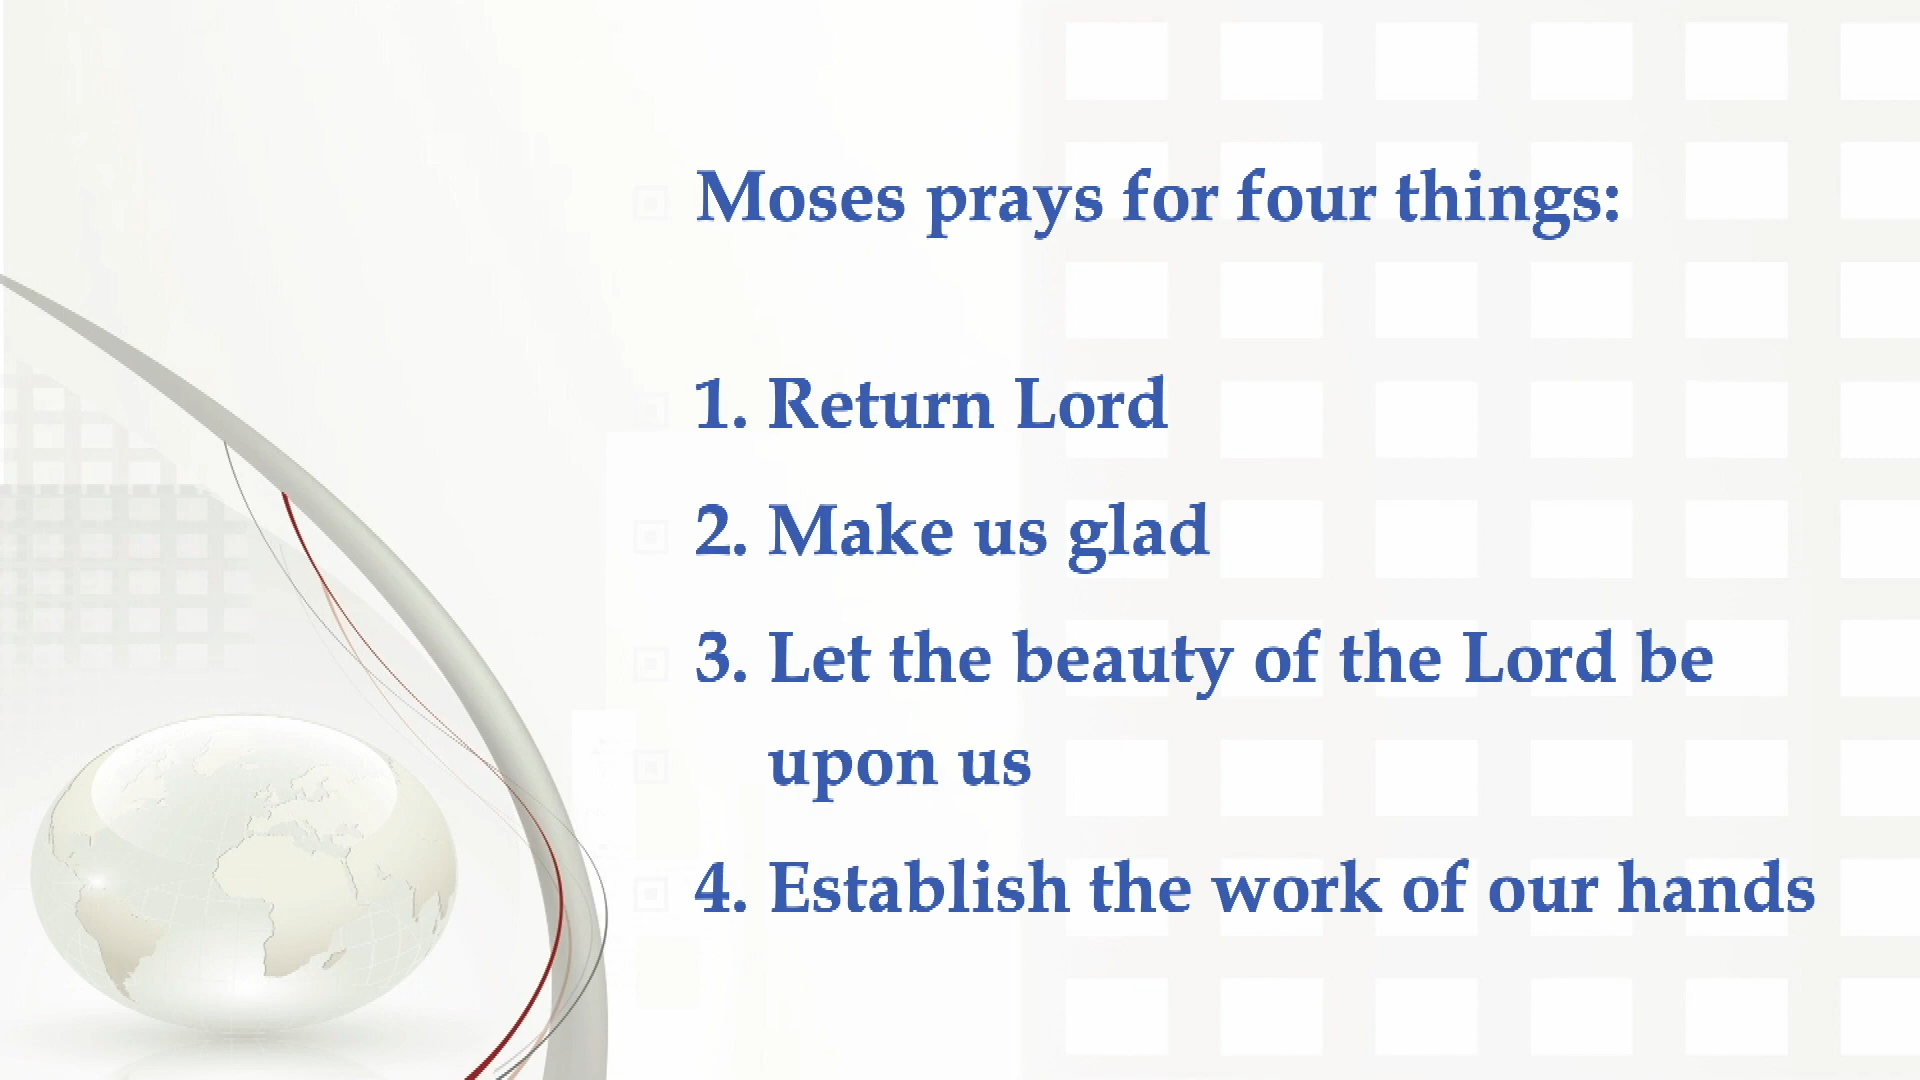 Moses prays for four things:
1. Return Lord
2. Make us glad
3. Let the beauty of the Lord be
upon us
4. Establish the work of our hands